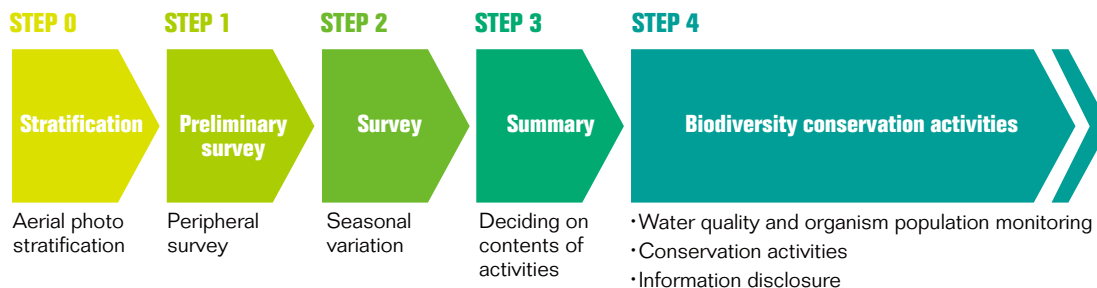 STEP 0
Stratification
Aerial photo
stratification
STEP 1
Preliminary
survey
Peripheral
survey
STEP 2
Survey
Seasonal
variation
STEP 3
Summary
Deciding on
contents of
activities
STEP 4
Biodiversity conservation activities
・Water quality and organism population monitoring
・Conservation activities
・Information disclosure